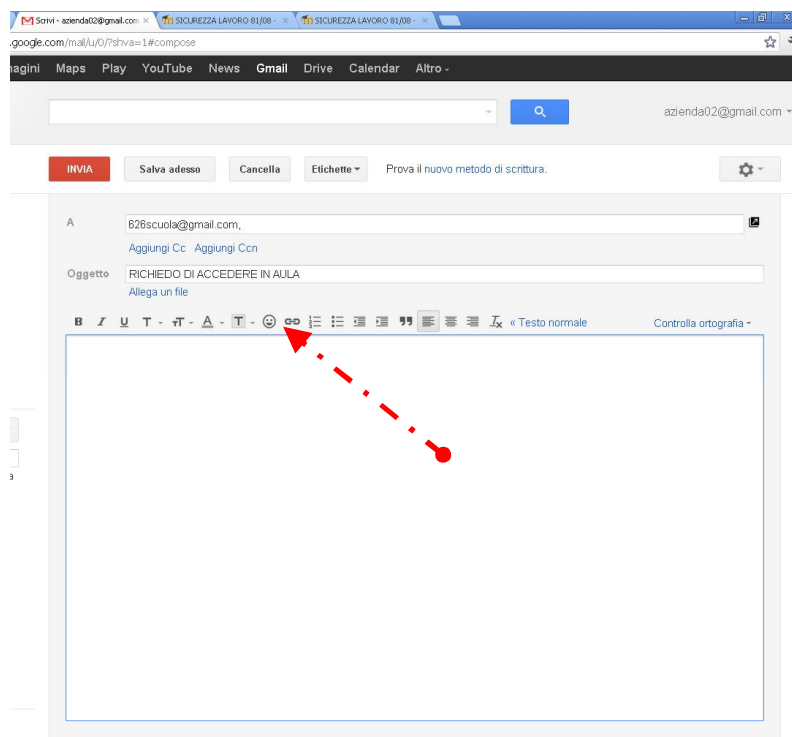 Scrivi - azienda02@gmail.com
SICUREZZA LAVORO 81/08 -
SICUREZZA LAVORO 81/08 -
.google.com/mail/u/0/?shva=1#compose
magini Maps Play YouTube News Gmail Drive Calendar Altro
azienda02@gmail.com
INVIA Salva adesso Cancella Etichette Prova il nuovo metodo di scrittura.
A 626scuola@gmail.com,
Aggiungi Cc Aggiungi Ccn
Oggetto RICHIEDO DI ACCEDERE IN AULA
Allega un file
B I U T T A T « Testo normale Controlla ortografia
a